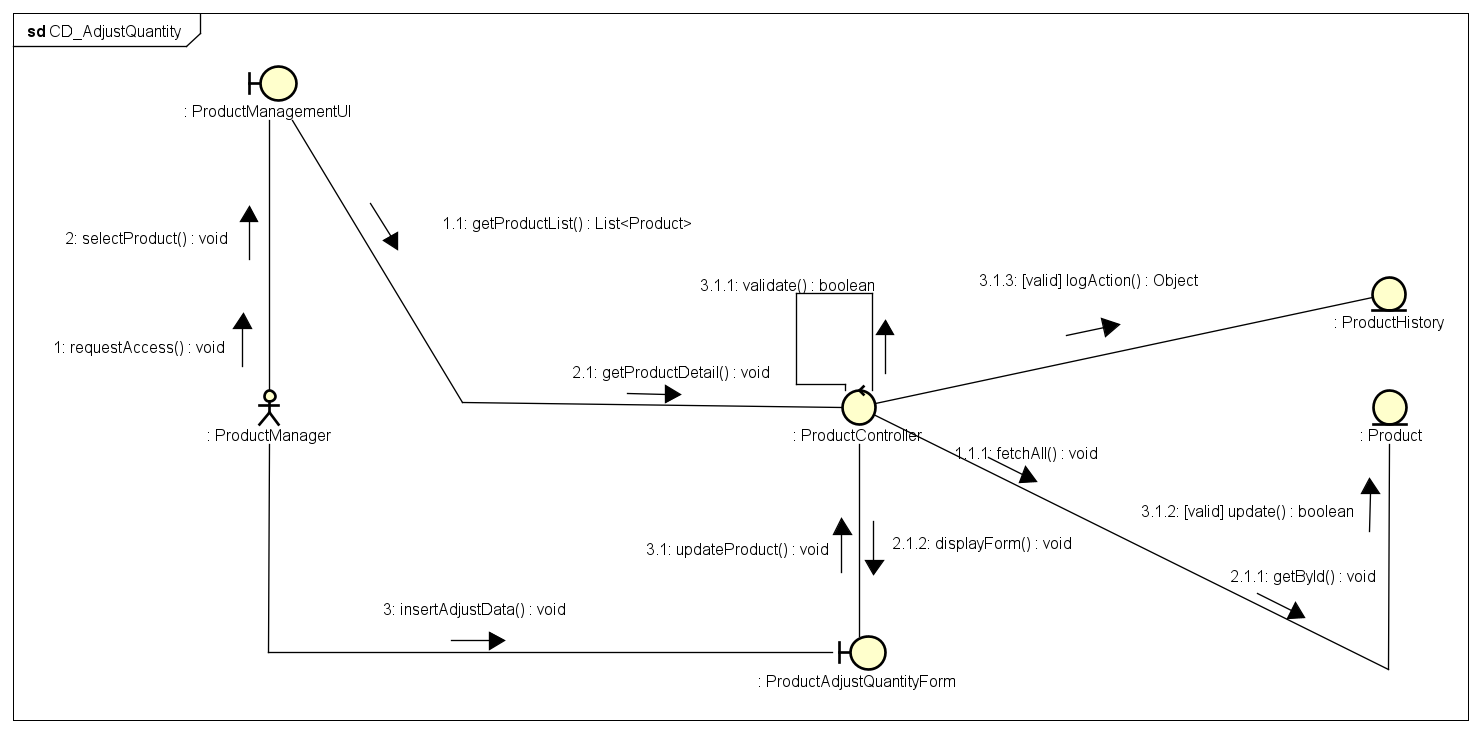 sd CD_AdjustQuantity
: ProductManagementUI
1.1: getProductList() : List<Product>
2: selectProduct() : void
3.1.1: validate() : boolean
3.1.3: [valid] logAction() : Object
: ProductHistory
1: requestAccess() : void
2.1: getProductDetail() : void
: ProductManager
: ProductController
: Product
1.1.1: fetchAll() : void
3.1.2: [valid] update() : boolean
3.1: updateProduct() : void
2.1.2: displayForm() : void
2.1.1: getById() : void
3: insertAdjustData() : void
: ProductAdjustQuantityForm